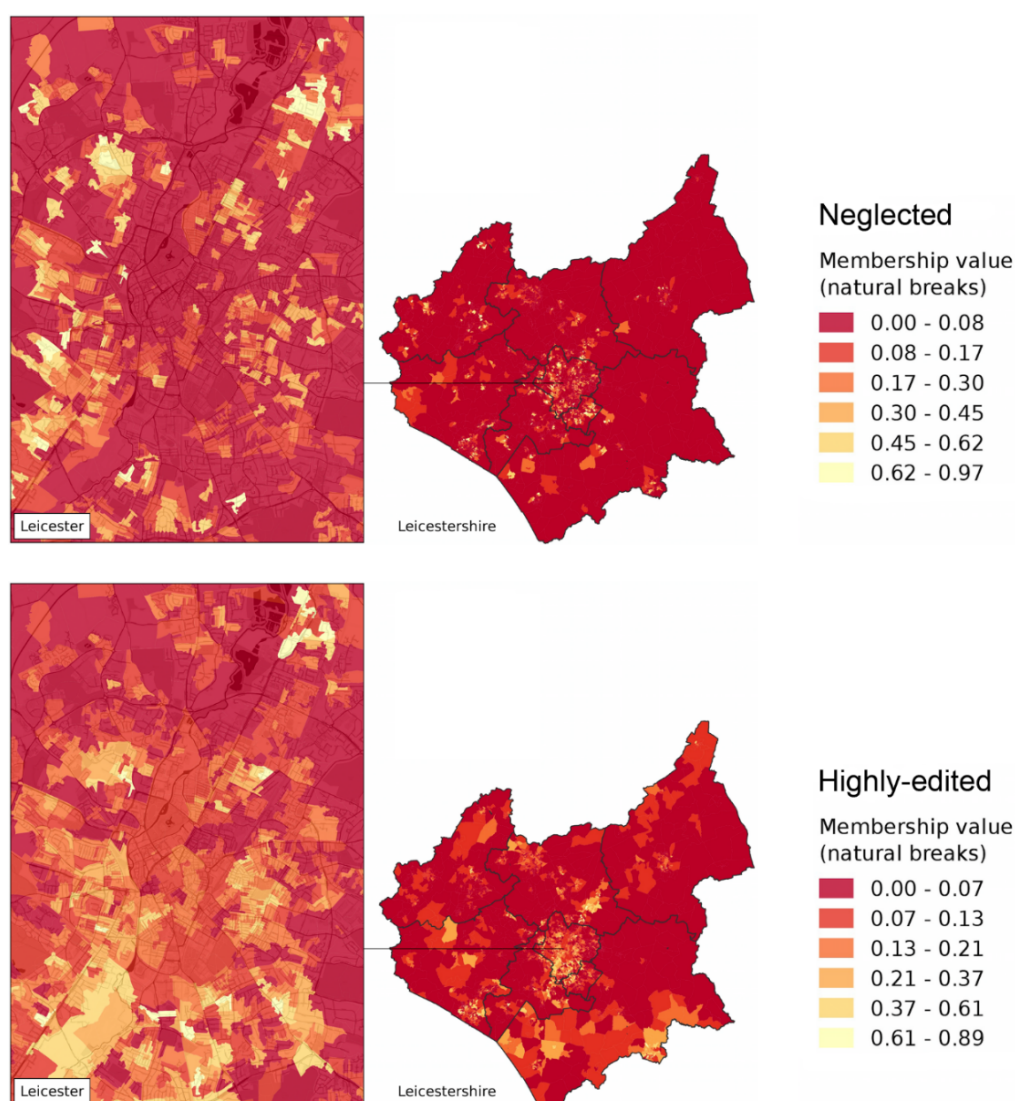 Neglected
Membership value
(natural breaks)
0.00 - 0.08
0.08 - 0.17
0.17 - 0.30
0.30 - 0.45
0.45 - 0.62
0.62 - 0.97
Leicester
Leicestershire
Highly-edited
Membership value
(natural breaks)
0.00 - 0.07
0.07 - 0.13
0.13 - 0.21
0.21 - 0.37
0.37 - 0.61
0.61 - 0.89
Leicester
Leicestershire